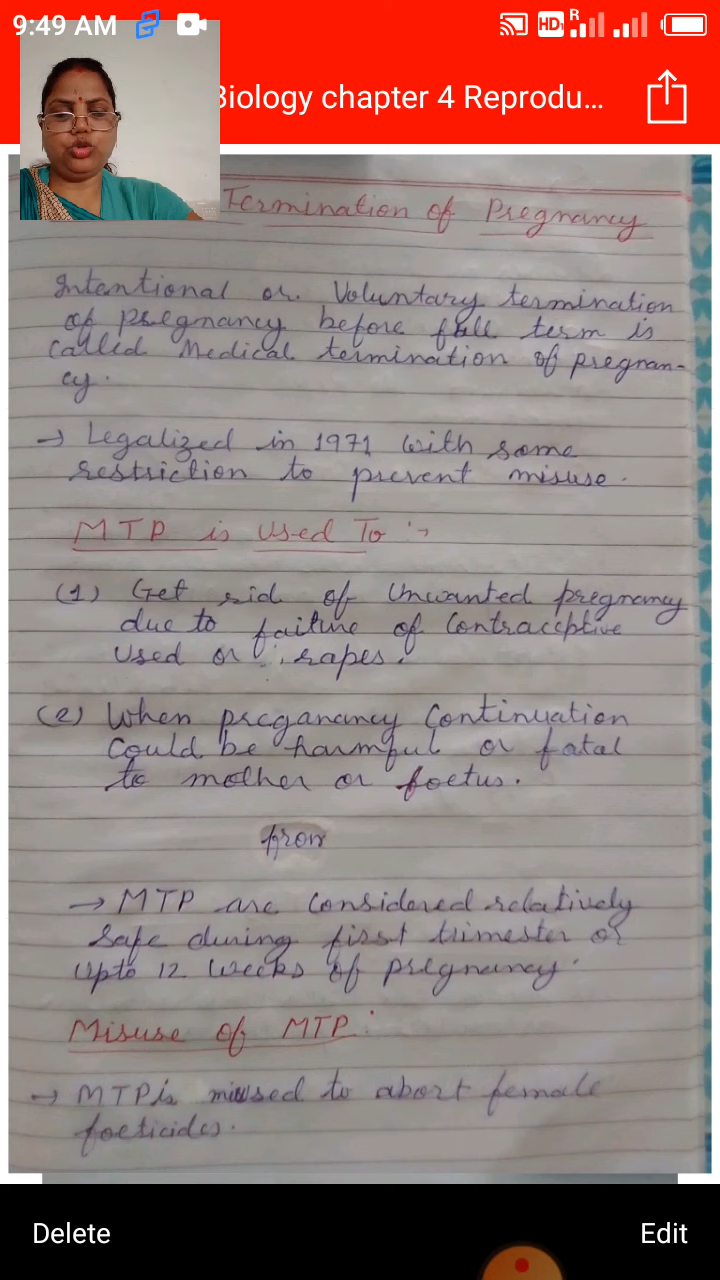 9:49 AM
HD
R
Biology chapter 4 Reprodu...
Termination of Pregnancy
Intentional or Voluntary termination
of pregnancy before full term is
called Medical termination of pregnan-
cy.
→ Legalized in 1971 with some
restriction to prevent misuse.
MTP is Used To :→
(1) Get rid of Unwanted pregnancy
due to failure of Contraceptive
Used or rapes.
(2) When preganancy Continuation
Could be harmful or fatal
to mother or foetus.
from
→ MTP are Considered relatively
Safe during first trimester or
Upto 12 weeks of pregnancy.
Misuse of MTP:
→ MTP is misused to abort female
foeticides.
Delete
Edit